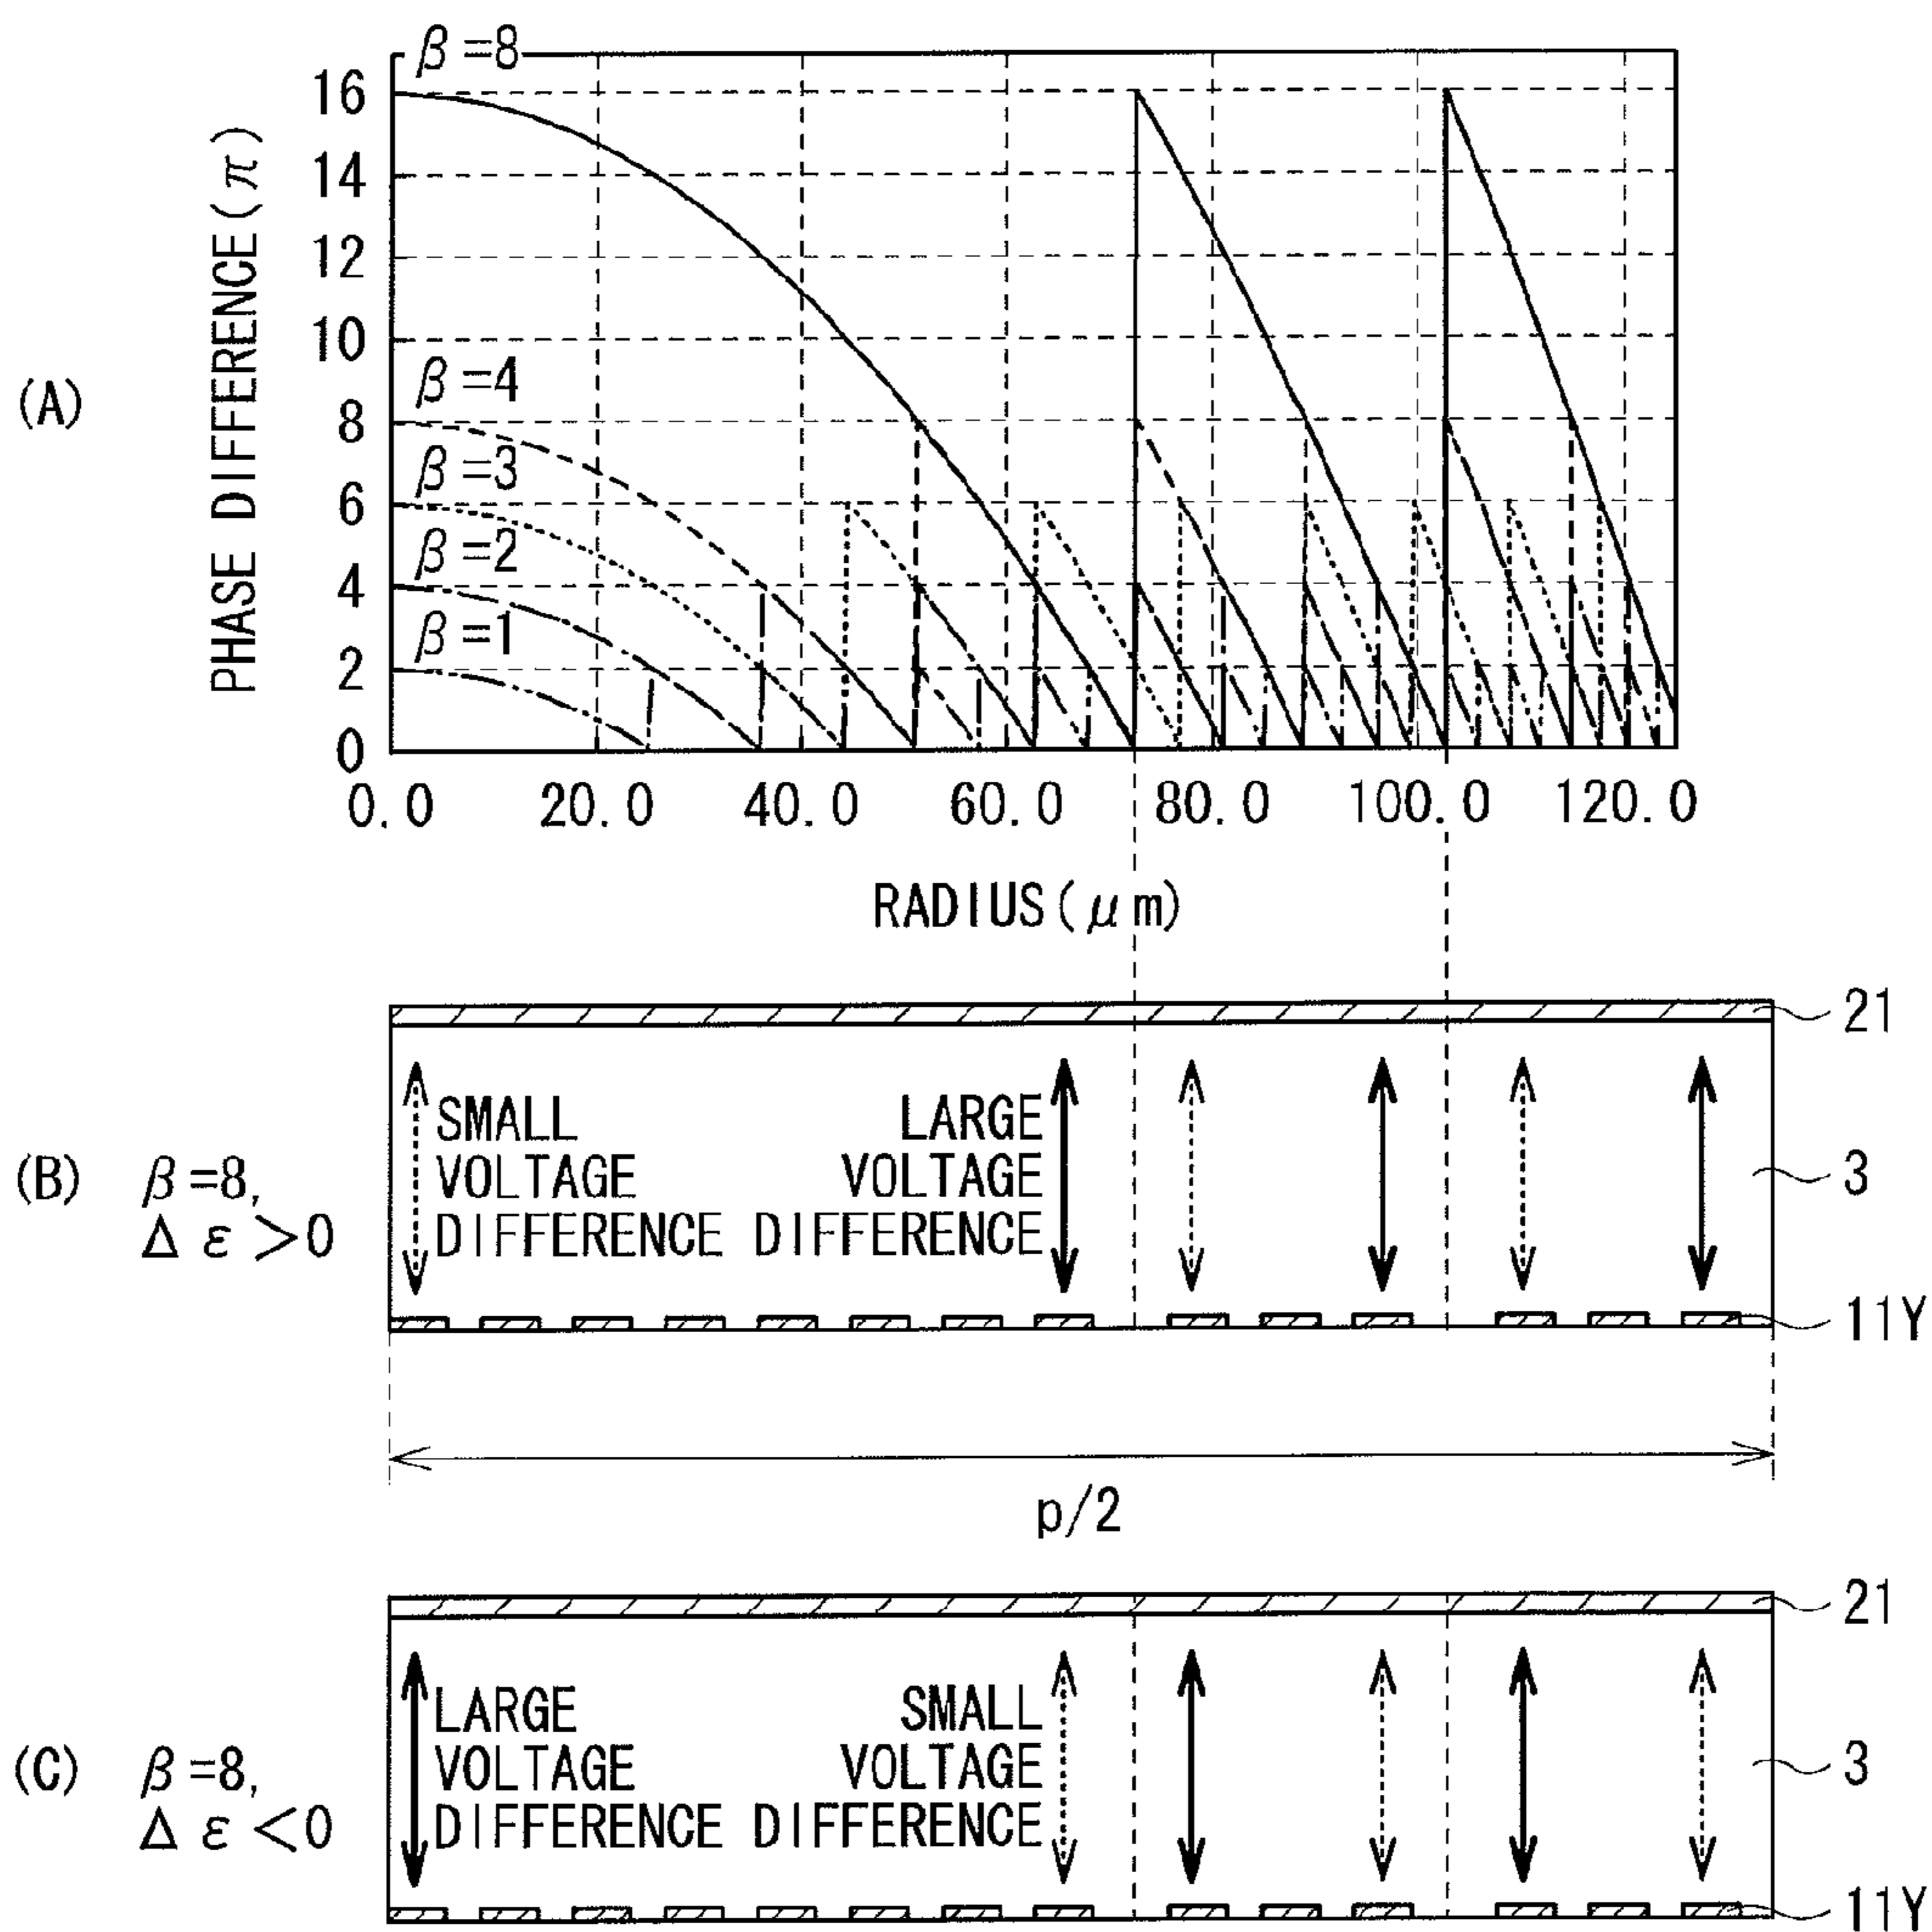 (A)
PHASE DIFFERENCE(π)
β=8
16
14
12
10
β=4
8
β=3
6
β=2
4
β=1
2
0
0.0 20.0 40.0 60.0 80.0 100.0 120.0
RADIUS(μm)
(B) β=8,
Δε>0
SMALL
VOLTAGE
DIFFERENCE
LARGE
VOLTAGE
DIFFERENCE
21
3
11Y
p/2
(C) β=8,
Δε<0
LARGE
VOLTAGE
DIFFERENCE
SMALL
VOLTAGE
DIFFERENCE
21
3
11Y